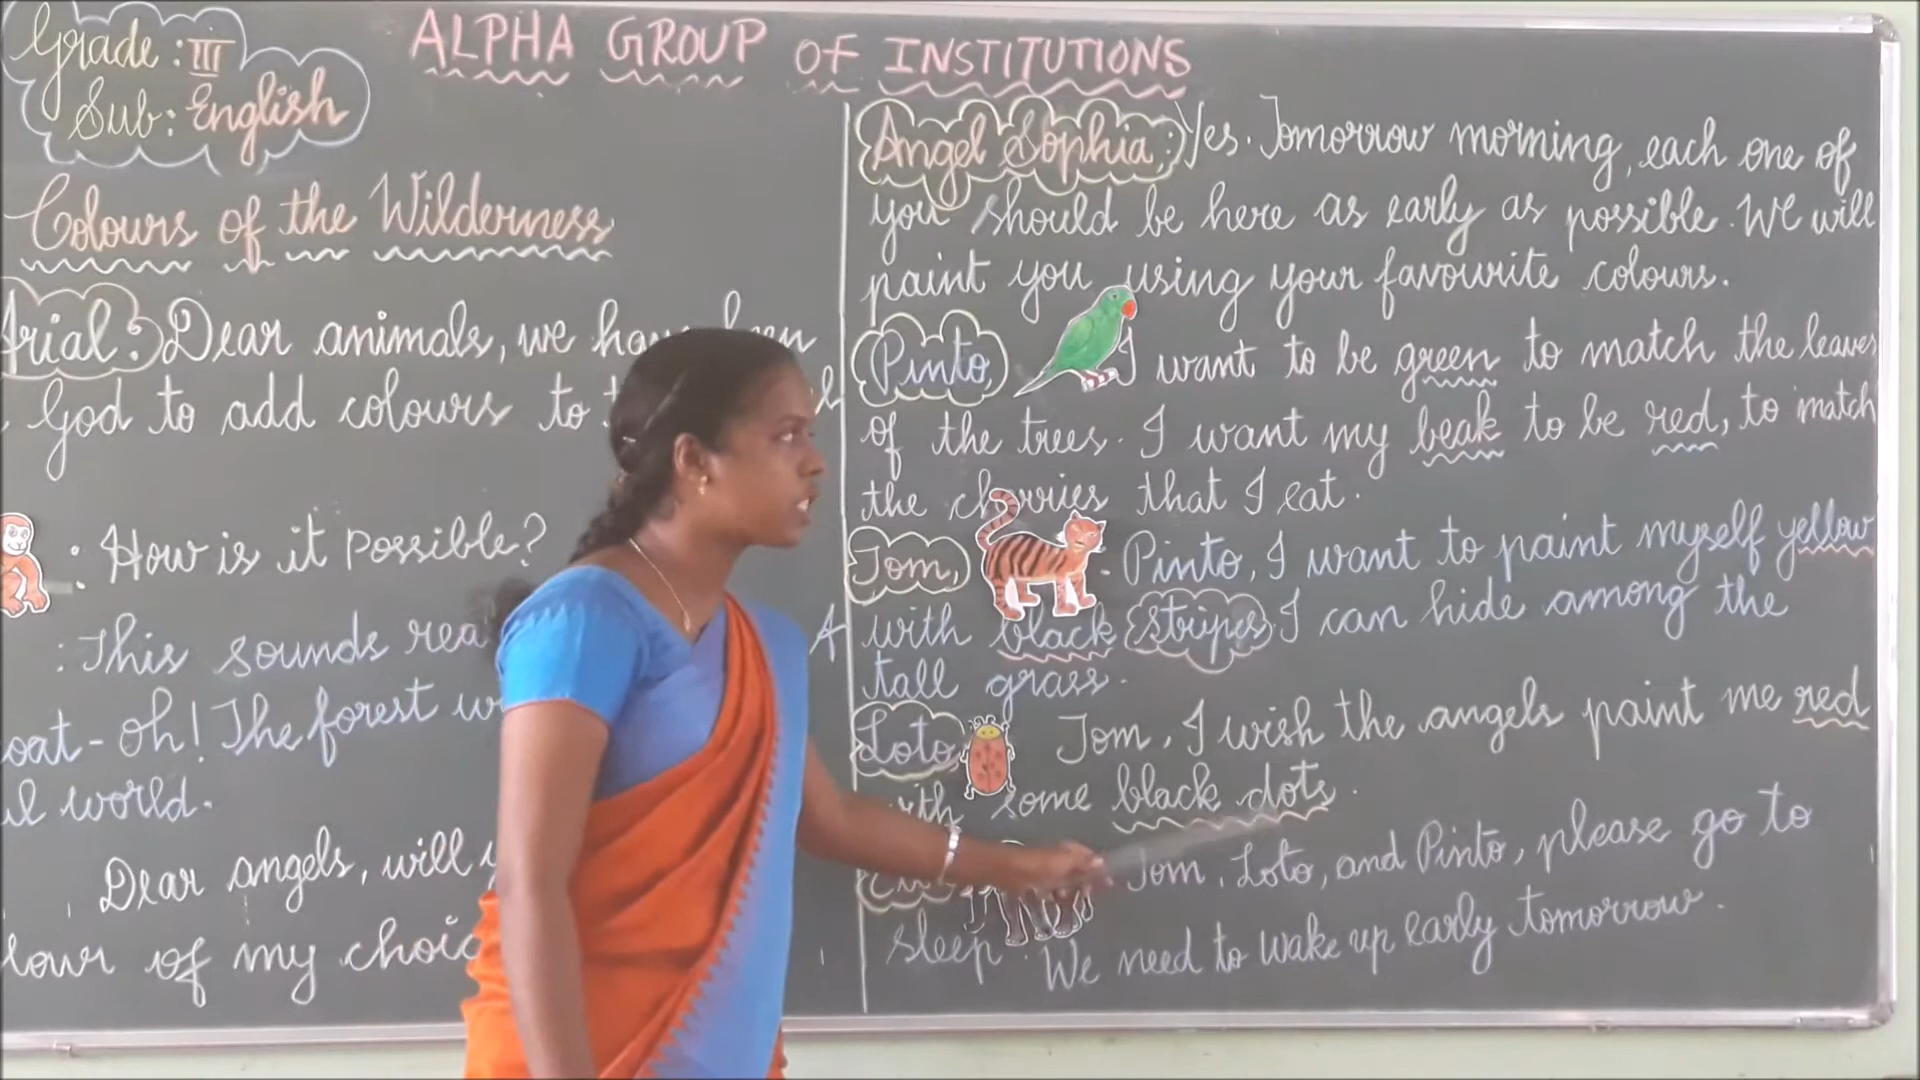 Grade : III
Sub : English
ALPHA GROUP OF INSTITUTIONS
Colours of the Wilderness
Arial : Dear animals, we
God to add colours to
: How is it possible?
: This sounds
oat - oh! The forest
world.
Dear angels, will
of my
Angel Sophia : Yes. Tomorrow morning, each one of
you should be here as early as possible. We will
paint you using your favourite colours.
Pinto, I want to be green to match the leaves
of the trees. I want my beak to be red, to match
the cherries that I eat.
Tom, - Pinto, I want to paint myself yellow
with black stripes I can hide among the
tall grass.
Loto, Tom, I wish the angels paint me red
with some black dots.
Tom, Loto, and Pinto, please go to
sleep. We need to wake up early tomorrow.